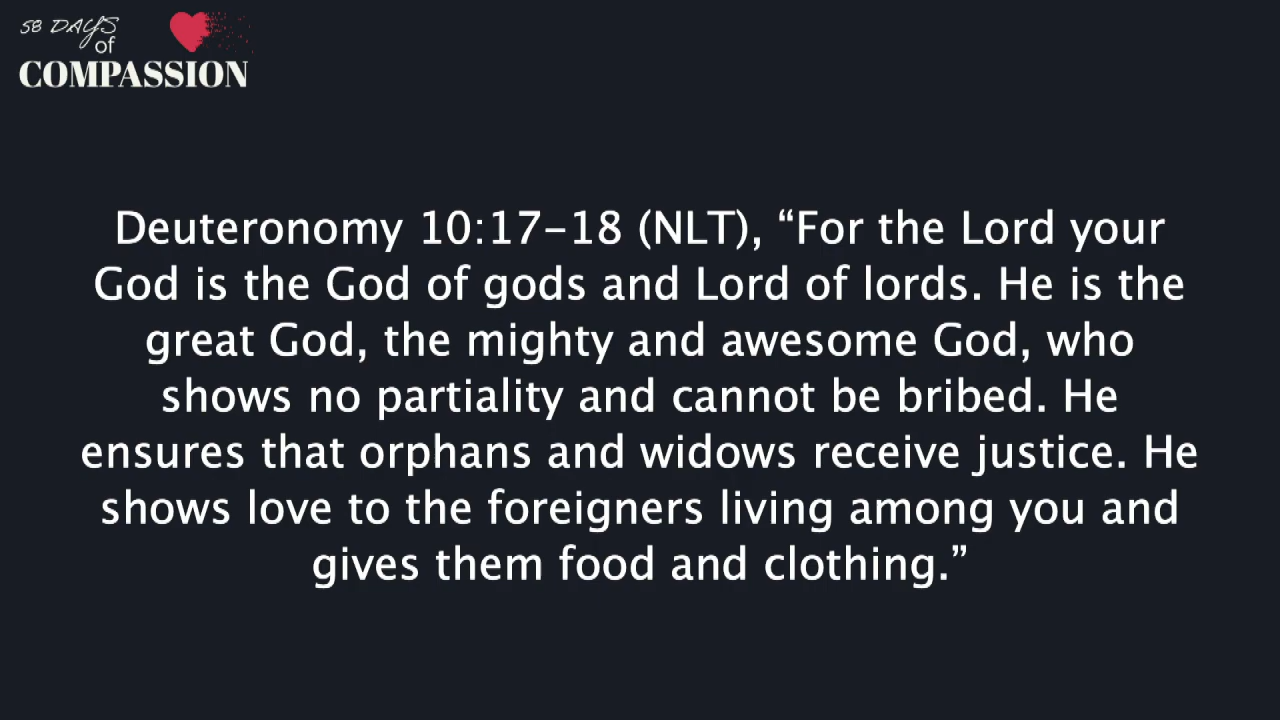 58 DAYS
of
COMPASSION
Deuteronomy 10:17–18 (NLT), “For the Lord your
God is the God of gods and Lord of lords. He is the
great God, the mighty and awesome God, who
shows no partiality and cannot be bribed. He
ensures that orphans and widows receive justice. He
shows love to the foreigners living among you and
gives them food and clothing.”